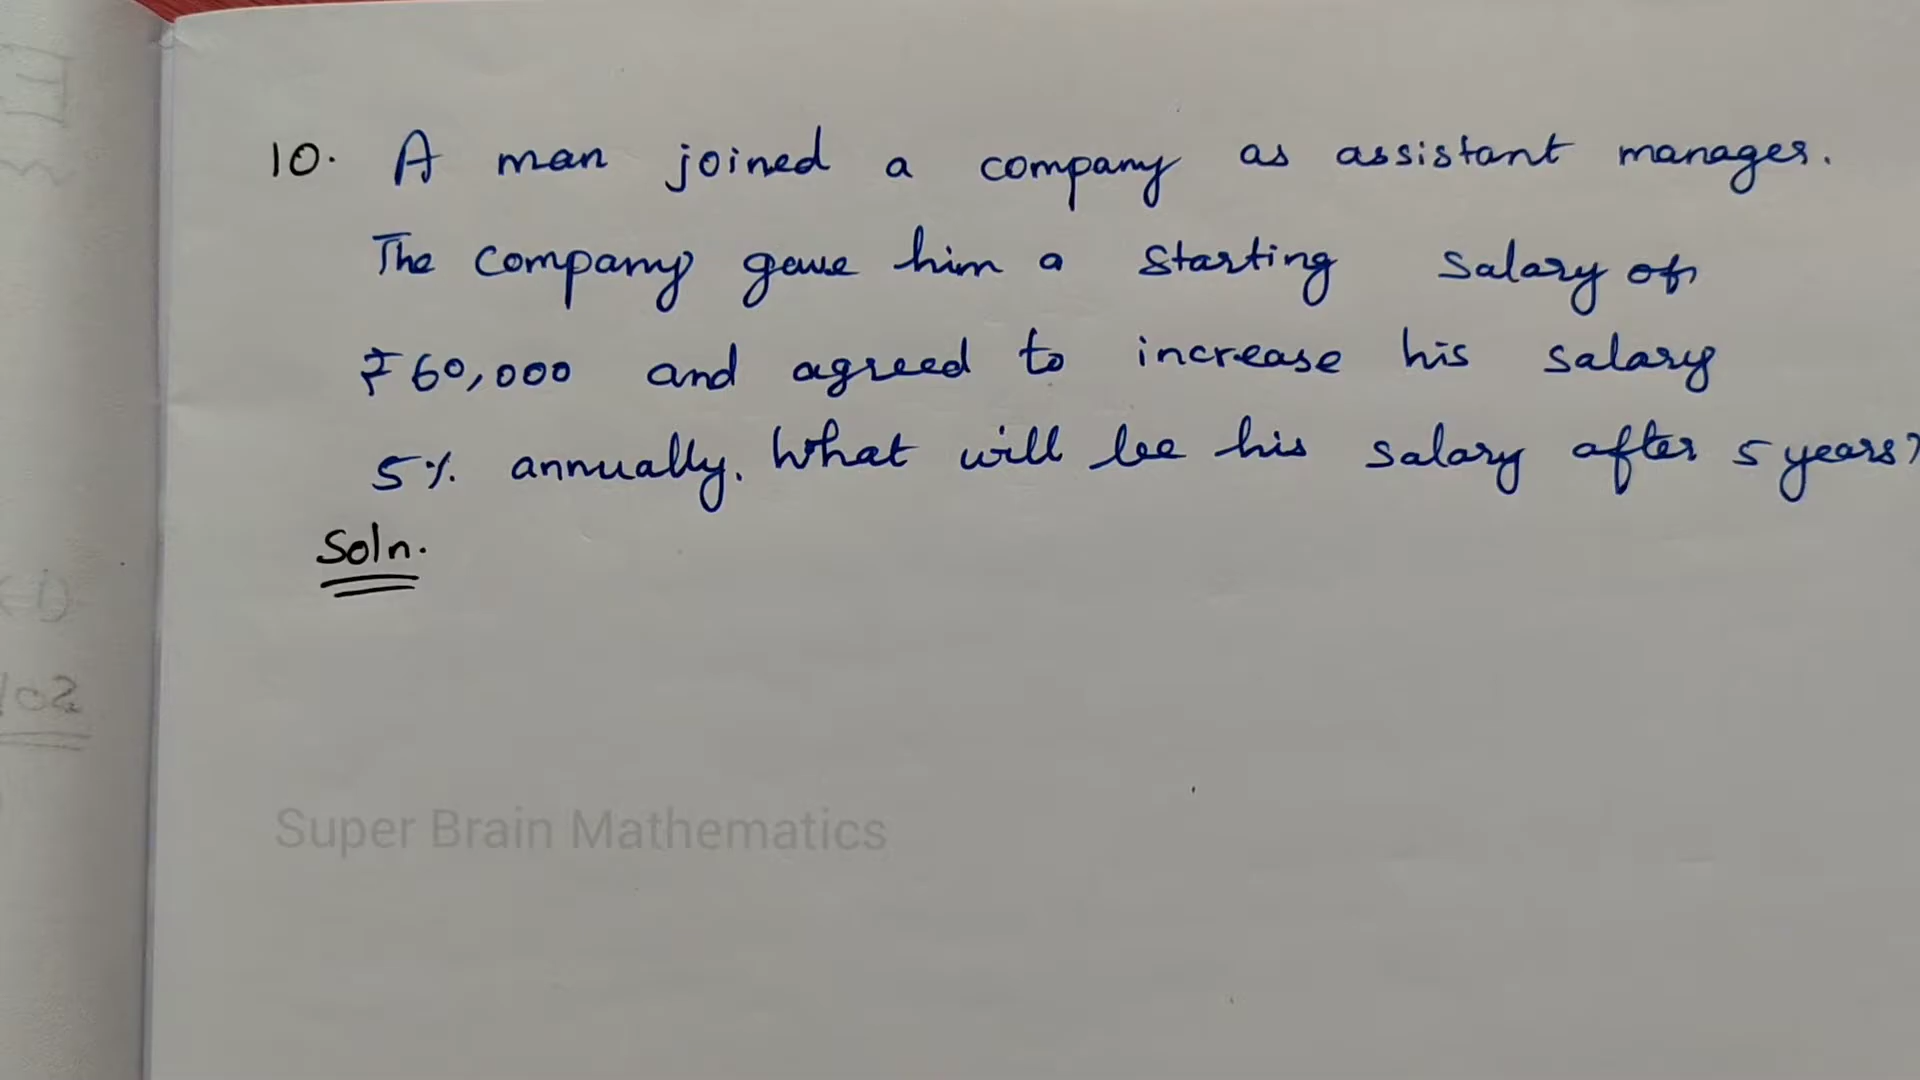 10. A man joined a company as assistant manager.
The company gave him a starting salary of
₹60,000 and agreed to increase his salary
5% annually. What will be his salary after 5 years?
Soln.
102
Super Brain Mathematics